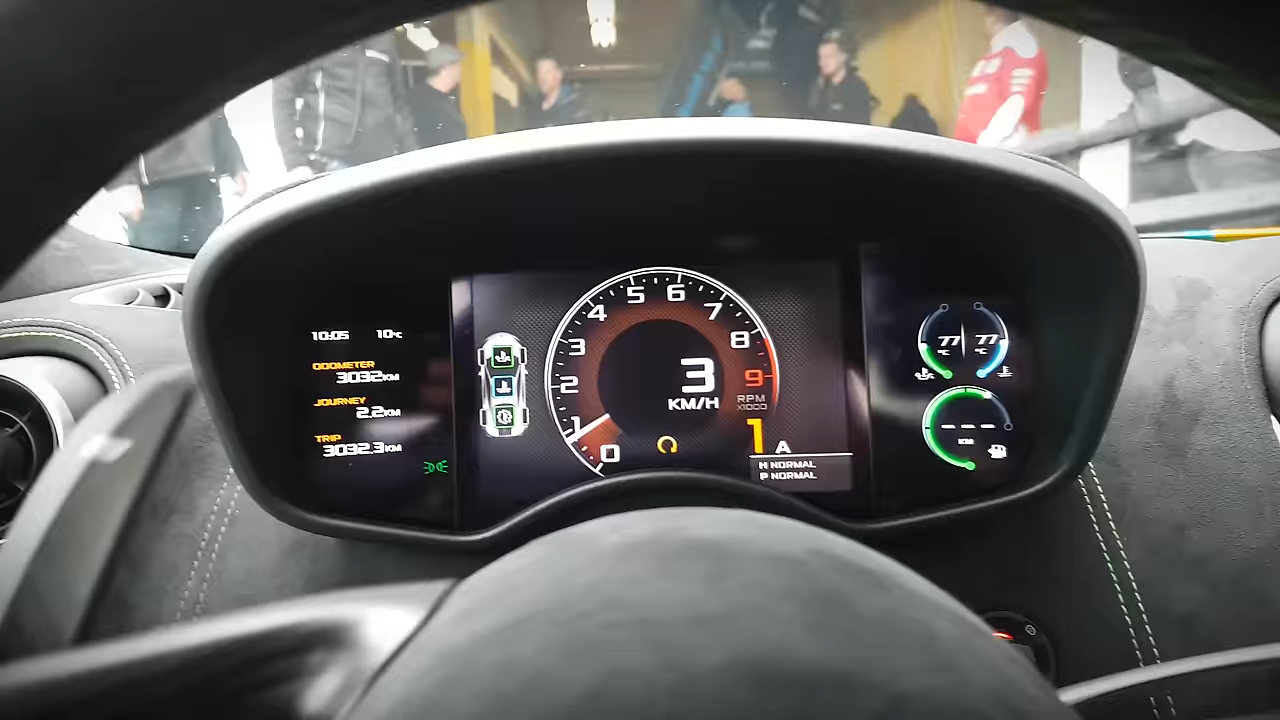 10:05 10°C
ODOMETER
3032KM
JOURNEY
2.2KM
TRIP
3032.3KM
0
1
2
3
4
5
6
7
8
9
RPM
X1000
3
KM/H
1 A
H NORMAL
P NORMAL
77 77
°C °C
---
KM